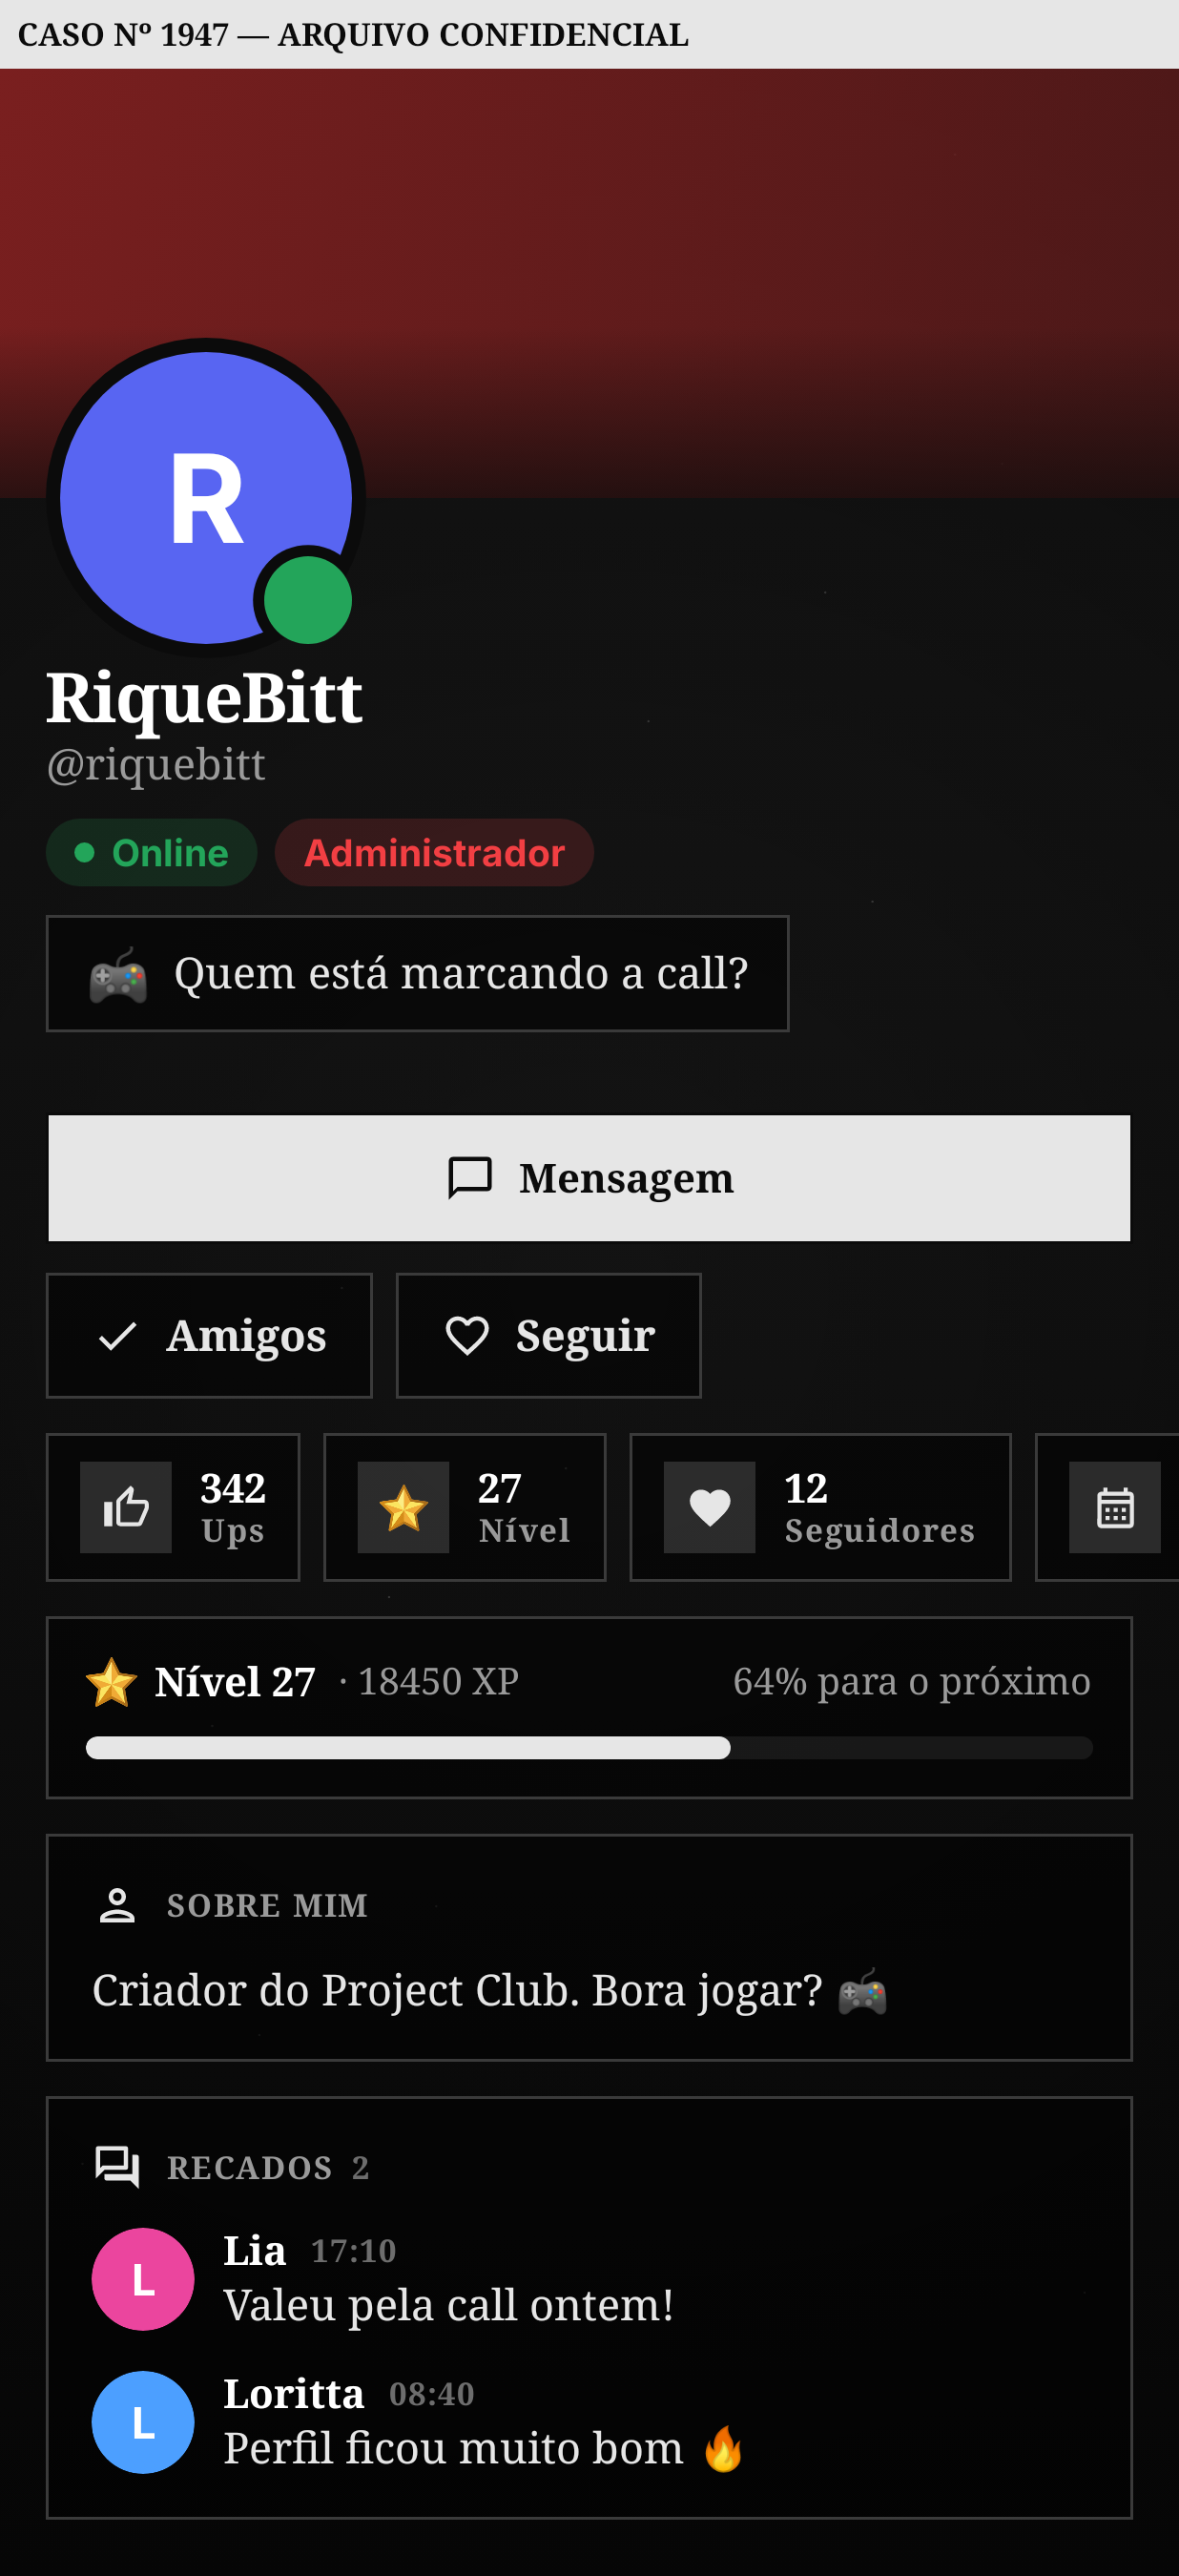 CASO Nº 1947 — ARQUIVO CONFIDENCIAL
R
RiqueBitt
@riquebitt
Online
Administrador
🎮 Quem está marcando a call?
Mensagem
Amigos
Seguir
342
Ups
27
Nível
12
Seguidores
Nível 27 · 18450 XP
64% para o próximo
SOBRE MIM
Criador do Project Club. Bora jogar? 🎮
RECADOS 2
L
Lia 17:10
Valeu pela call ontem!
L
Loritta 08:40
Perfil ficou muito bom 🔥